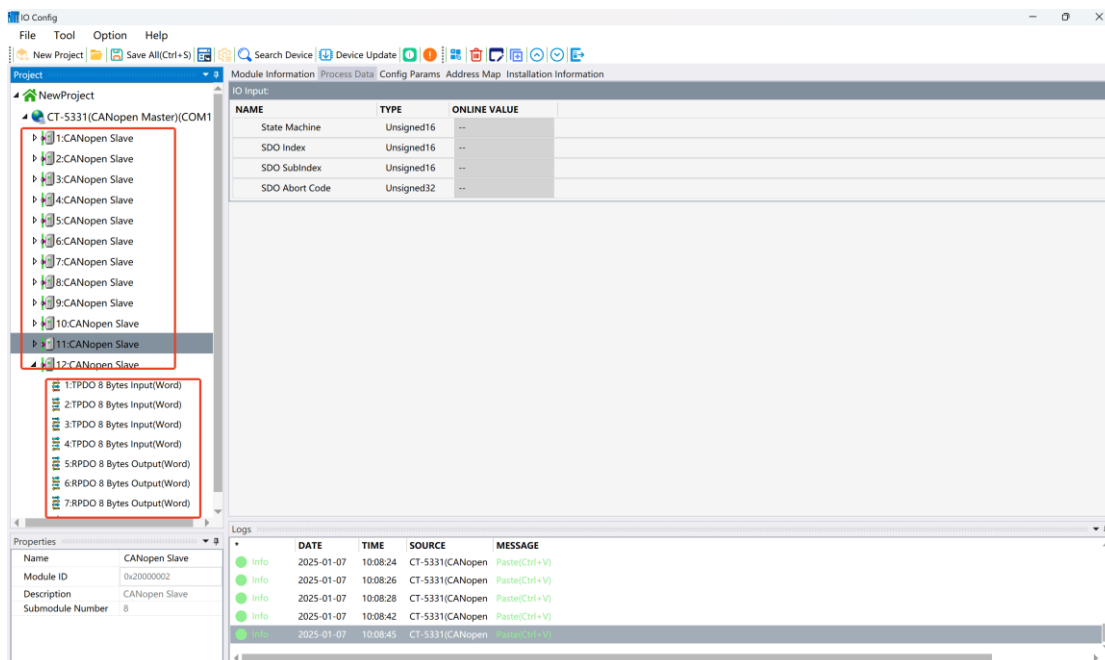 IO Config
File Tool Option Help
New Project Save All(Ctrl+S) Search Device Device Update
Project
NewProject
CT-5331(CANopen Master)(COM1
1:CANopen Slave
2:CANopen Slave
3:CANopen Slave
4:CANopen Slave
5:CANopen Slave
6:CANopen Slave
7:CANopen Slave
8:CANopen Slave
9:CANopen Slave
10:CANopen Slave
11:CANopen Slave
12:CANopen Slave
1:TPDO 8 Bytes Input(Word)
2:TPDO 8 Bytes Input(Word)
3:TPDO 8 Bytes Input(Word)
4:TPDO 8 Bytes Input(Word)
5:RPDO 8 Bytes Output(Word)
6:RPDO 8 Bytes Output(Word)
7:RPDO 8 Bytes Output(Word)
Module Information Process Data Config Params Address Map Installation Information
IO Input:
NAME TYPE ONLINE VALUE
State Machine Unsigned16 --
SDO Index Unsigned16 --
SDO SubIndex Unsigned16 --
SDO Abort Code Unsigned32 --
Properties
Name CANopen Slave
Module ID 0x20000002
Description CANopen Slave
Submodule Number 8
Logs
* DATE TIME SOURCE MESSAGE
Info 2025-01-07 10:08:24 CT-5331(CANopen Paste(Ctrl+V)
Info 2025-01-07 10:08:26 CT-5331(CANopen Paste(Ctrl+V)
Info 2025-01-07 10:08:28 CT-5331(CANopen Paste(Ctrl+V)
Info 2025-01-07 10:08:42 CT-5331(CANopen Paste(Ctrl+V)
Info 2025-01-07 10:08:45 CT-5331(CANopen Paste(Ctrl+V)